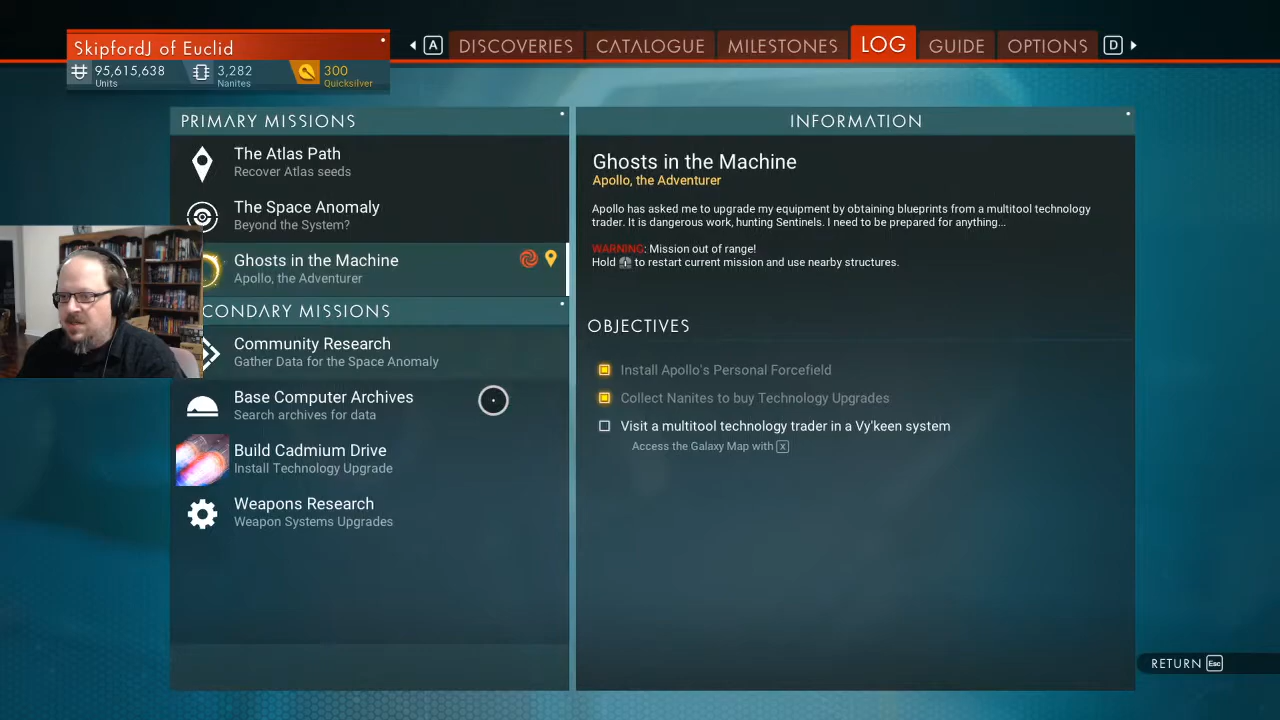 SkipfordJ of Euclid
95,615,638
Units
3,282
Nanites
300
Quicksilver
A DISCOVERIES CATALOGUE MILESTONES LOG GUIDE OPTIONS D
PRIMARY MISSIONS
The Atlas Path
Recover Atlas seeds
The Space Anomaly
Beyond the System?
Ghosts in the Machine
Apollo, the Adventurer
CONDARY MISSIONS
Community Research
Gather Data for the Space Anomaly
Base Computer Archives
Search archives for data
Build Cadmium Drive
Install Technology Upgrade
Weapons Research
Weapon Systems Upgrades
INFORMATION
Ghosts in the Machine
Apollo, the Adventurer
Apollo has asked me to upgrade my equipment by obtaining blueprints from a multitool technology
trader. It is dangerous work, hunting Sentinels. I need to be prepared for anything...
WARNING: Mission out of range!
Hold to restart current mission and use nearby structures.
OBJECTIVES
Install Apollo's Personal Forcefield
Collect Nanites to buy Technology Upgrades
Visit a multitool technology trader in a Vy'keen system
Access the Galaxy Map with X
RETURN Esc